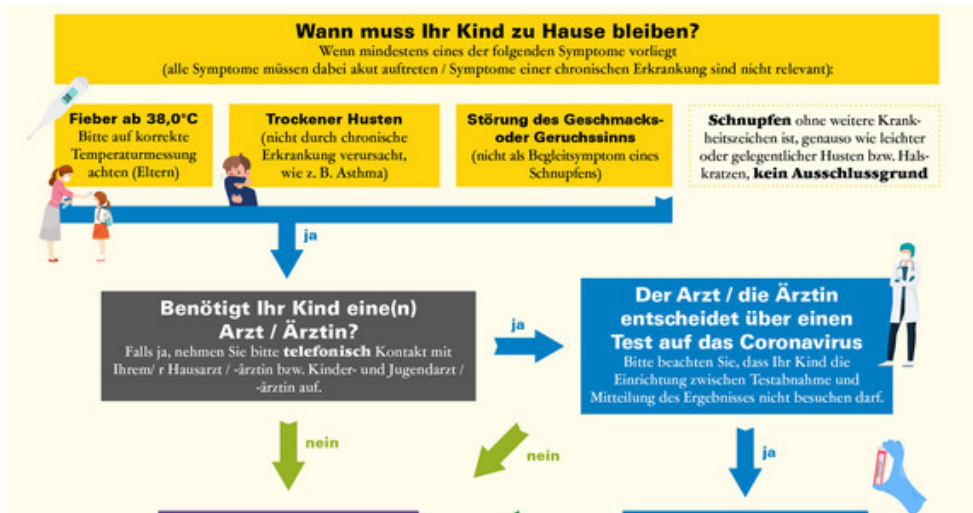 Wann muss Ihr Kind zu Hause bleiben?
Wenn mindestens eines der folgenden Symptome vorliegt
(alle Symptome müssen dabei akut auftreten / Symptome einer chronischen Erkrankung sind nicht relevant):
Fieber ab 38,0°C
Bitte auf korrekte
Temperaturmessung
achten (Eltern)
Trockener Husten
(nicht durch chronische
Erkrankung verursacht,
wie z. B. Asthma)
Störung des Geschmacks-
oder Geruchssinns
(nicht als Begleitsymptom eines
Schnupfens)
Schnupfen ohne weitere Krank-
heitszeichen ist, genauso wie leichter
oder gelegentlicher Husten bzw. Hals-
kratzen, kein Ausschlussgrund
ja
Benötigt Ihr Kind eine(n)
Arzt / Ärztin?
Falls ja, nehmen Sie bitte telefonisch Kontakt mit
Ihrem/ r Hausarzt / -ärztin bzw. Kinder- und Jugendarzt /
-ärztin auf.
ja
Der Arzt / die Ärztin
entscheidet über einen
Test auf das Coronavirus
Bitte beachten Sie, dass Ihr Kind die
Einrichtung zwischen Testabnahme und
Mitteilung des Ergebnisses nicht besuchen darf.
nein
nein
ja